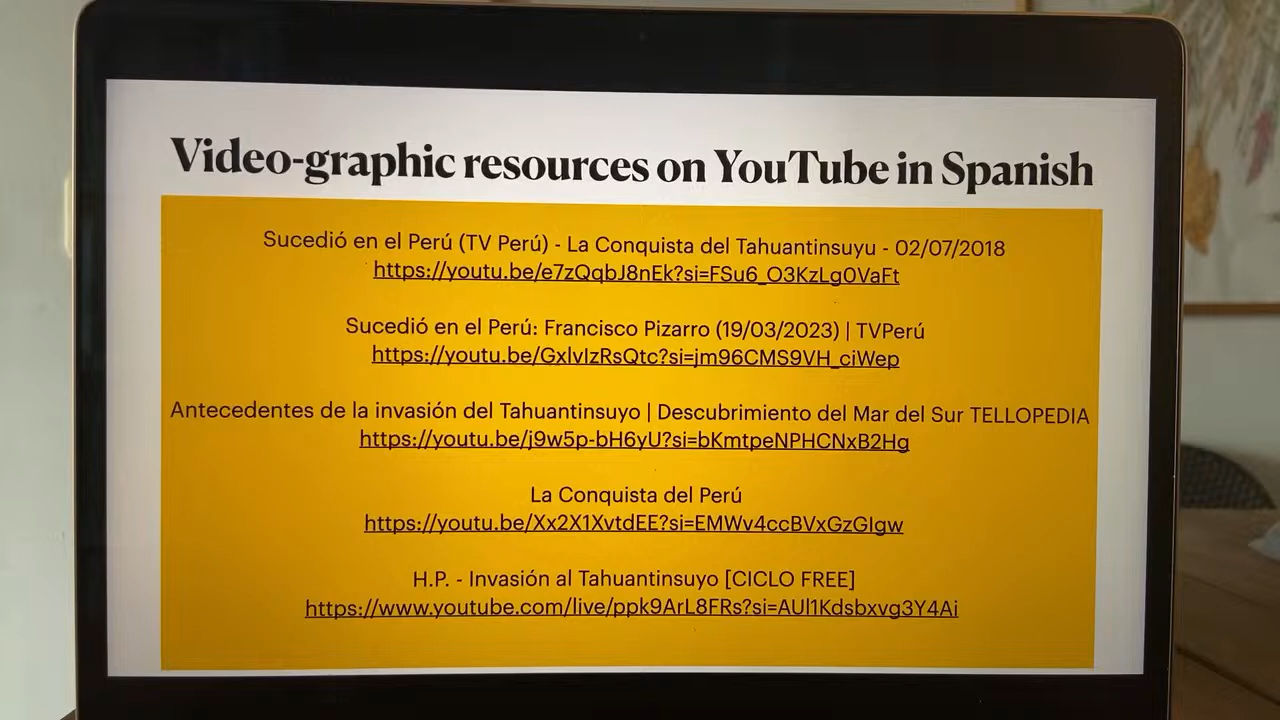 Video-graphic resources on YouTube in Spanish
Sucedió en el Perú (TV Perú) - La Conquista del Tahuantinsuyu - 02/07/2018
https://youtu.be/e7zQqbJ8nEk?si=FSu6_O3KzLg0VaFt
Sucedió en el Perú: Francisco Pizarro (19/03/2023) | TVPerú
https://youtu.be/GxlvIzRsQtc?si=jm96CMS9VH_ciWep
Antecedentes de la invasión del Tahuantinsuyo | Descubrimiento del Mar del Sur TELLOPEDIA
https://youtu.be/j9w5p-bH6yU?si=bKmtpeNPHCNxB2Hg
La Conquista del Perú
https://youtu.be/Xx2X1XvtdEE?si=EMWv4ccBVxGzGIgw
H.P. - Invasión al Tahuantinsuyo [CICLO FREE]
https://www.youtube.com/live/ppk9ArL8FRs?si=AUl1Kdsbxvg3Y4Ai